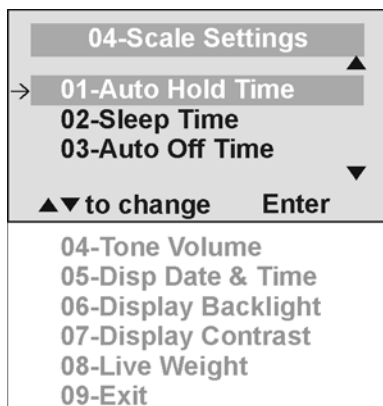 04-Scale Settings
01-Auto Hold Time
02-Sleep Time
03-Auto Off Time
▲▼to change Enter
04-Tone Volume
05-Disp Date & Time
06-Display Backlight
07-Display Contrast
08-Live Weight
09-Exit